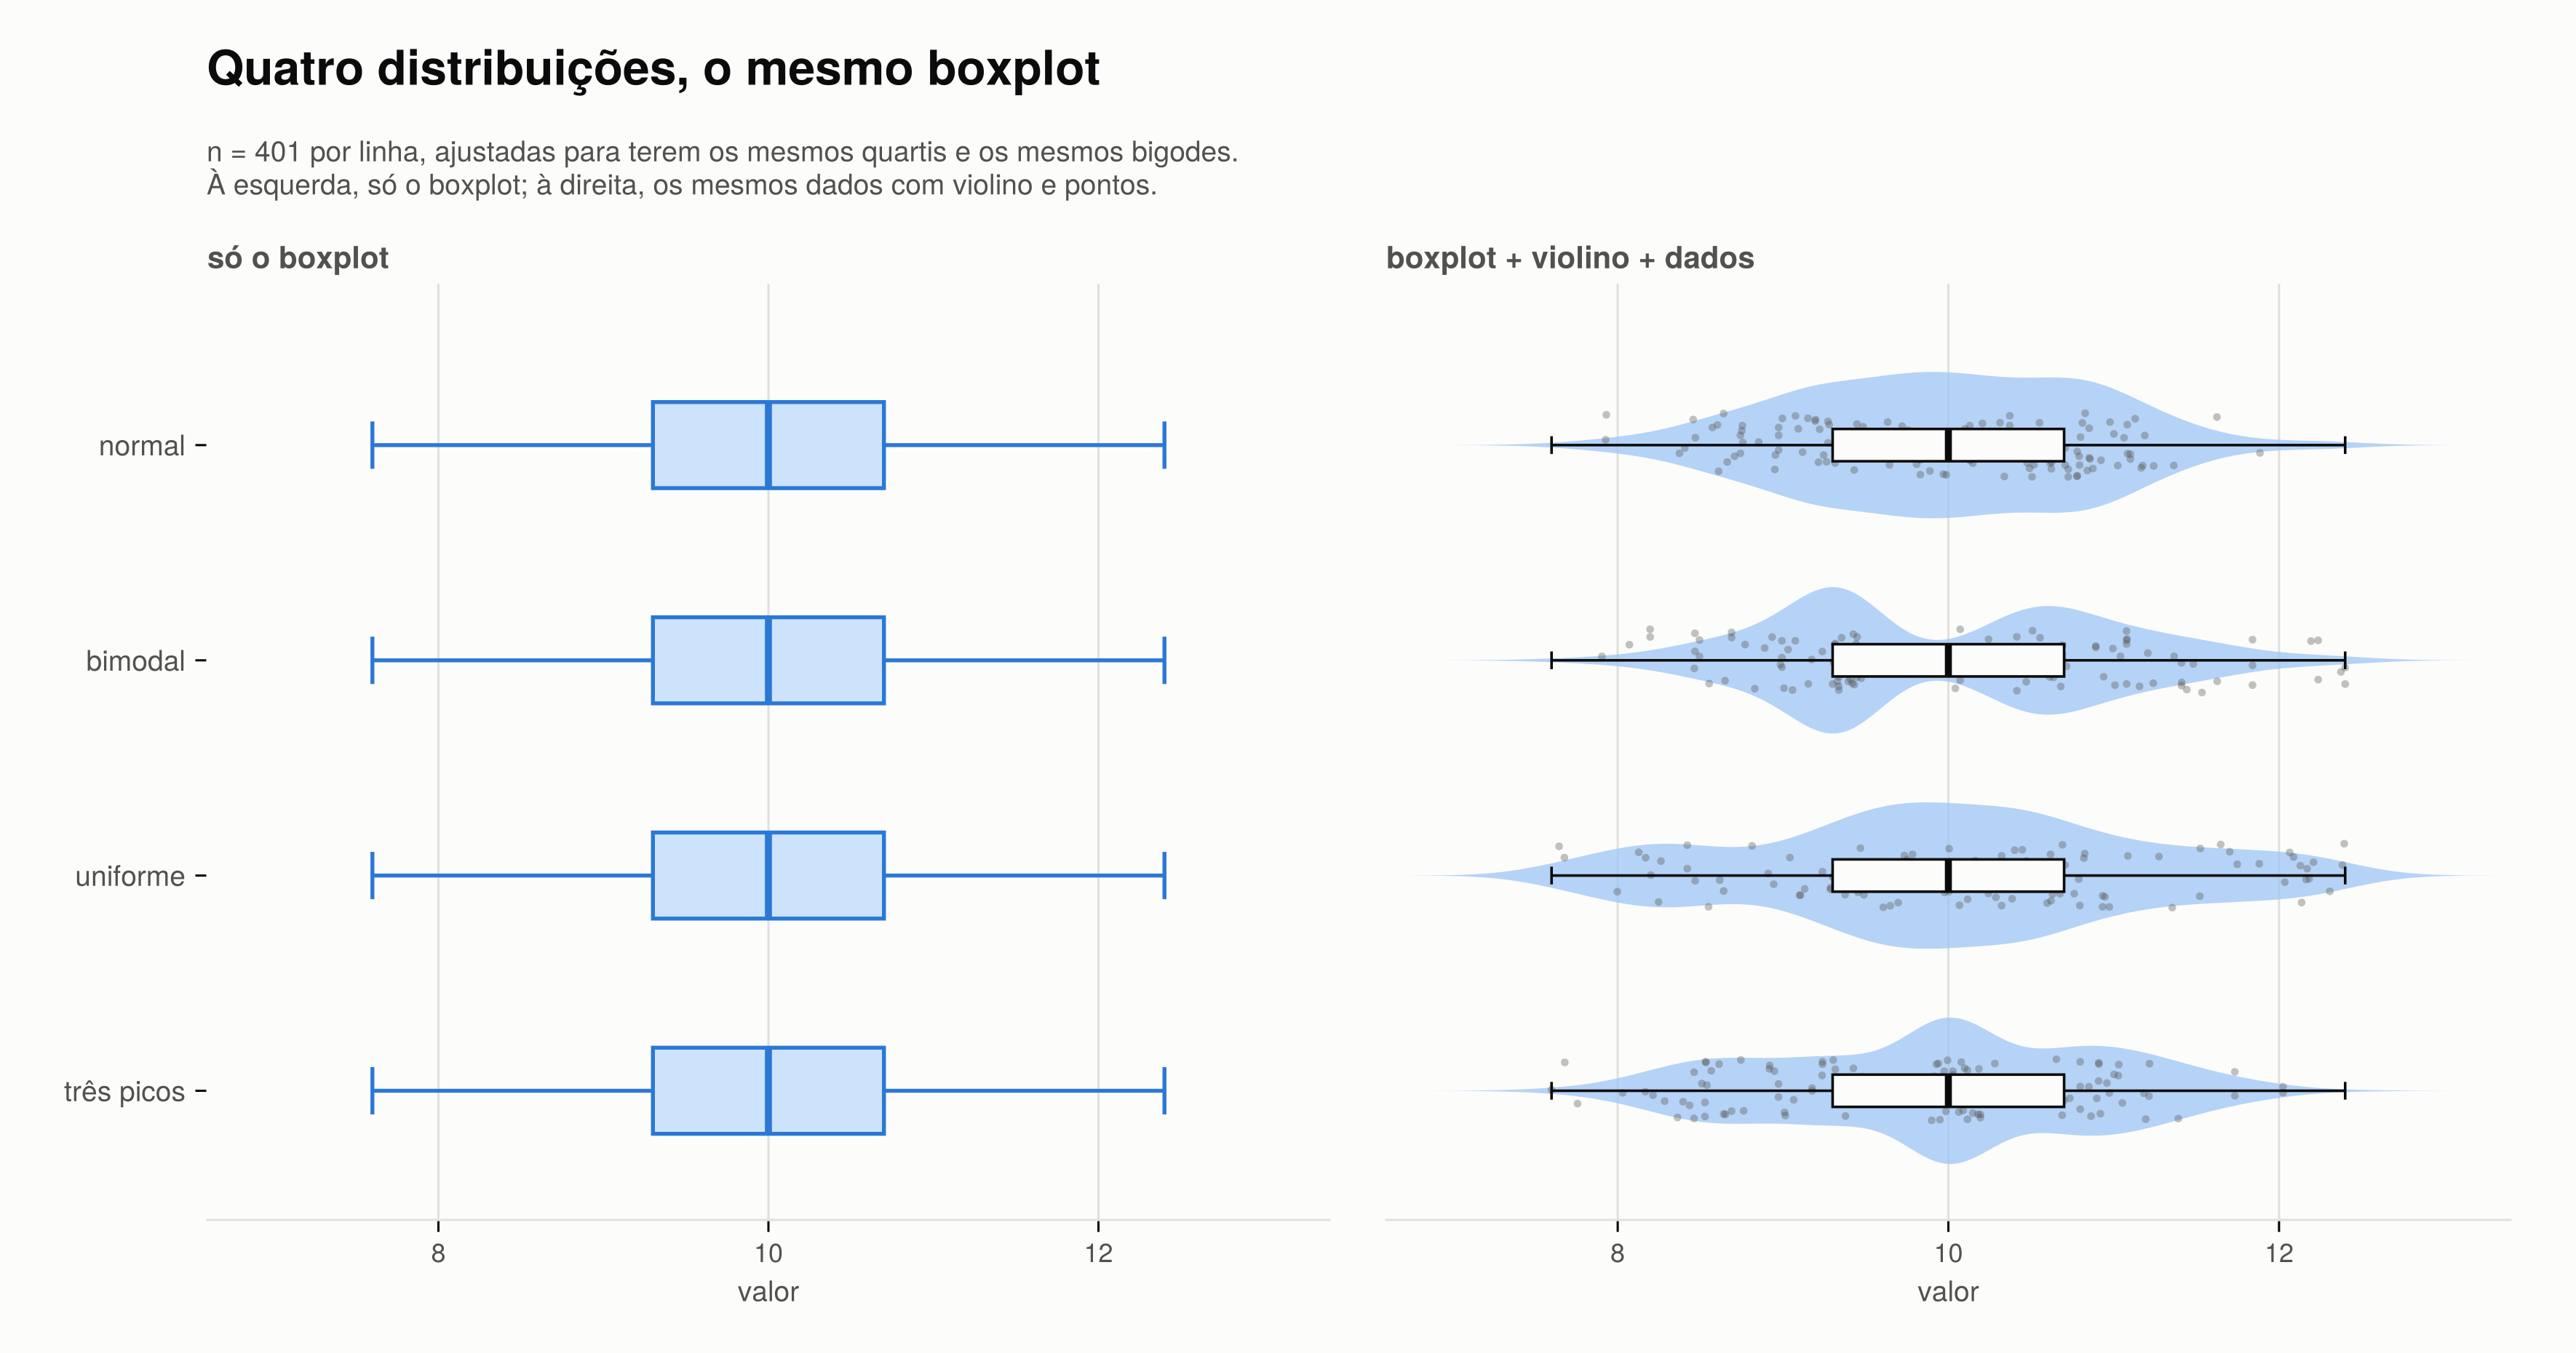 Quatro distribuições, o mesmo boxplot
n = 401 por linha, ajustadas para terem os mesmos quartis e os mesmos bigodes.
À esquerda, só o boxplot; à direita, os mesmos dados com violino e pontos.
só o boxplot
boxplot + violino + dados
normal
bimodal
uniforme
três picos
8 10 12
valor
8 10 12
valor